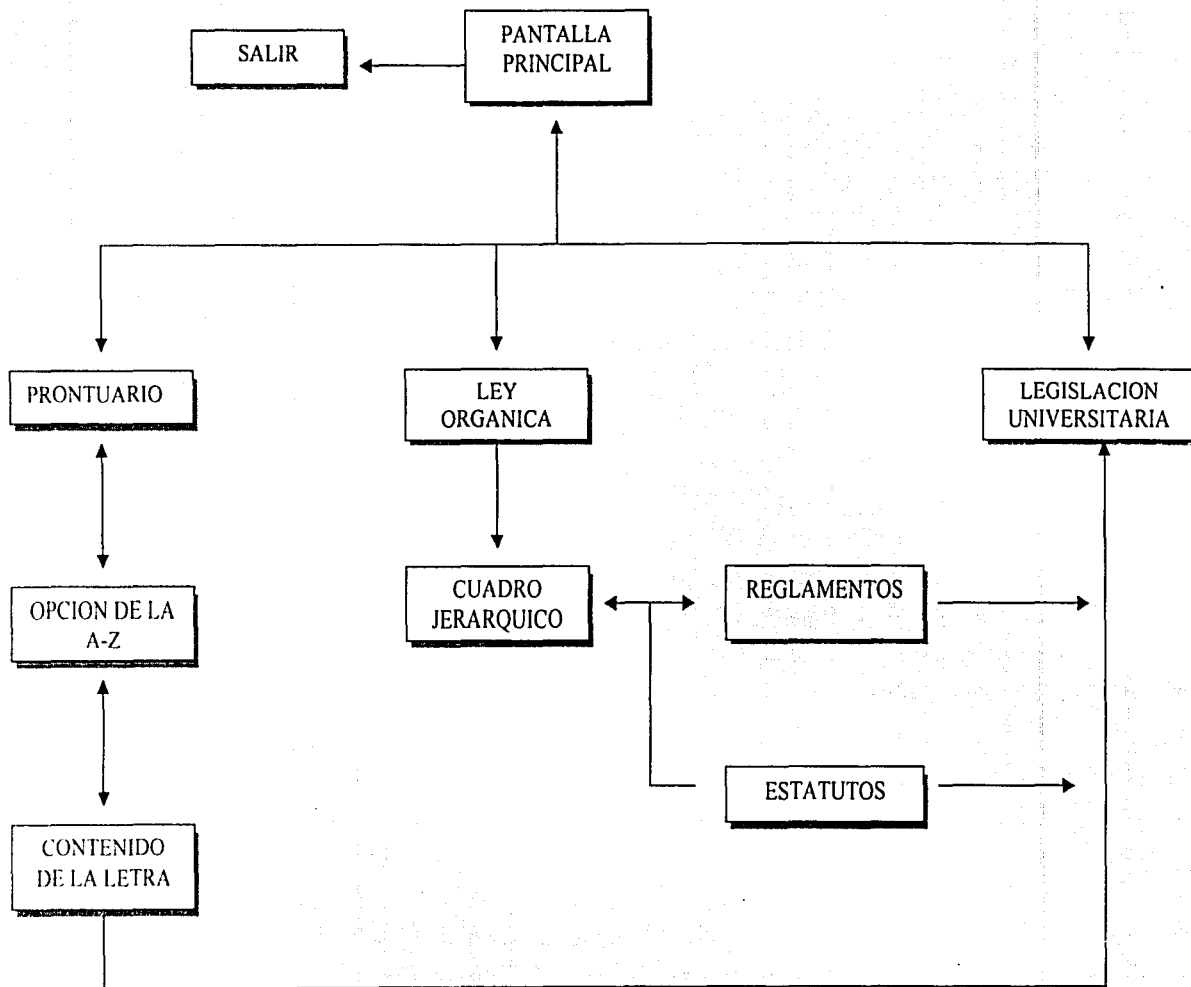 SALIR
PANTALLA
PRINCIPAL
PRONTUARIO
LEY
ORGANICA
LEGISLACION
UNIVERSITARIA
OPCION DE LA
A-Z
CUADRO
JERARQUICO
REGLAMENTOS
ESTATUTOS
CONTENIDO
DE LA LETRA